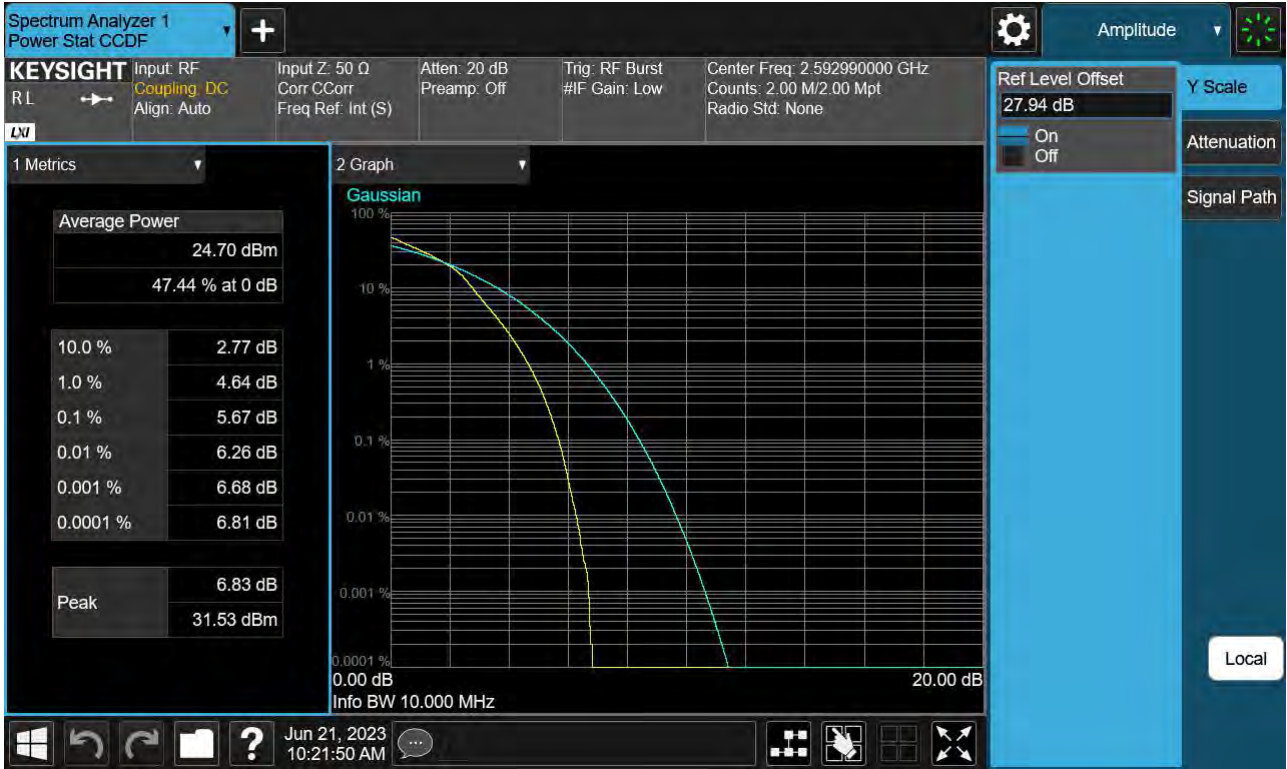 Spectrum Analyzer 1
Power Stat CCDF
+
Amplitude
KEYSIGHT
RL
LXI
Input: RF
Coupling: DC
Align: Auto
Input Z: 50 Ω
Corr CCorr
Freq Ref: Int (S)
Atten: 20 dB
Preamp: Off
Trig: RF Burst
#IF Gain: Low
Center Freq: 2.592990000 GHz
Counts: 2.00 M/2.00 Mpt
Radio Std: None
Ref Level Offset
27.94 dB
On
Off
Y Scale
Attenuation
Signal Path
Local
1 Metrics
Average Power
24.70 dBm
47.44 % at 0 dB
10.0 % 2.77 dB
1.0 % 4.64 dB
0.1 % 5.67 dB
0.01 % 6.26 dB
0.001 % 6.68 dB
0.0001 % 6.81 dB
Peak
6.83 dB
31.53 dBm
2 Graph
Gaussian
100 %
10 %
1 %
0.1 %
0.01 %
0.001 %
0.0001 %
0.00 dB 20.00 dB
Info BW 10.000 MHz
?
Jun 21, 2023
10:21:50 AM